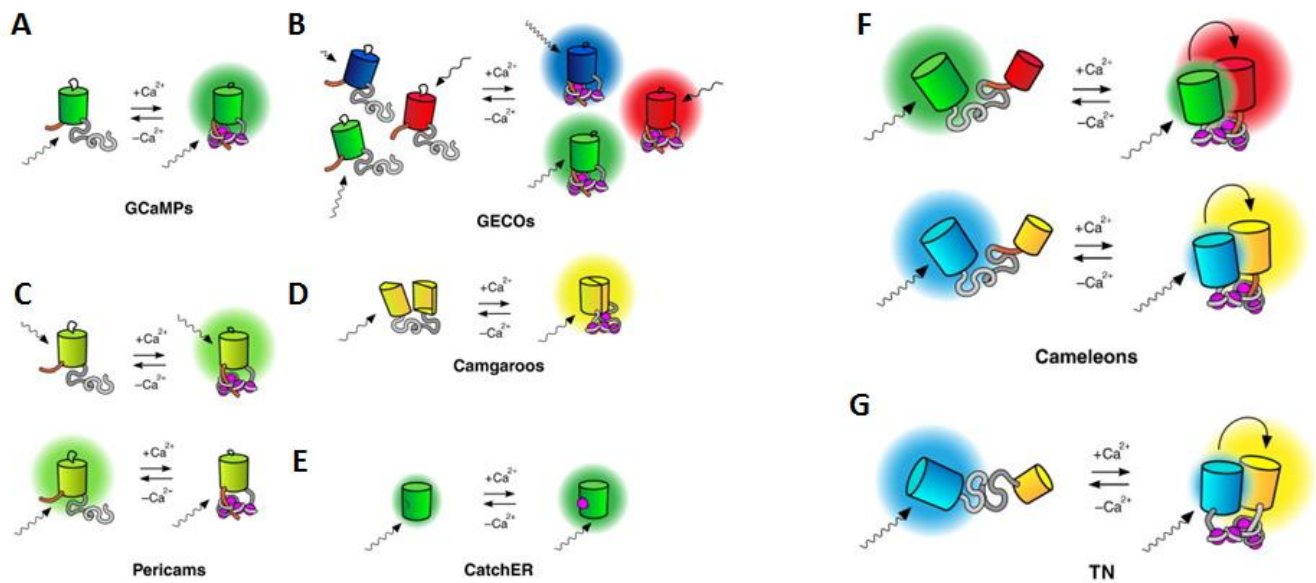 A
+Ca²⁺
−Ca²⁺
GCaMPs
B
+Ca²⁺
−Ca²⁺
GECOs
C
+Ca²⁺
−Ca²⁺
+Ca²⁺
−Ca²⁺
Pericams
D
+Ca²⁺
−Ca²⁺
Camgaroos
E
+Ca²⁺
−Ca²⁺
CatchER
F
+Ca²⁺
−Ca²⁺
+Ca²⁺
−Ca²⁺
Cameleons
G
+Ca²⁺
−Ca²⁺
TN